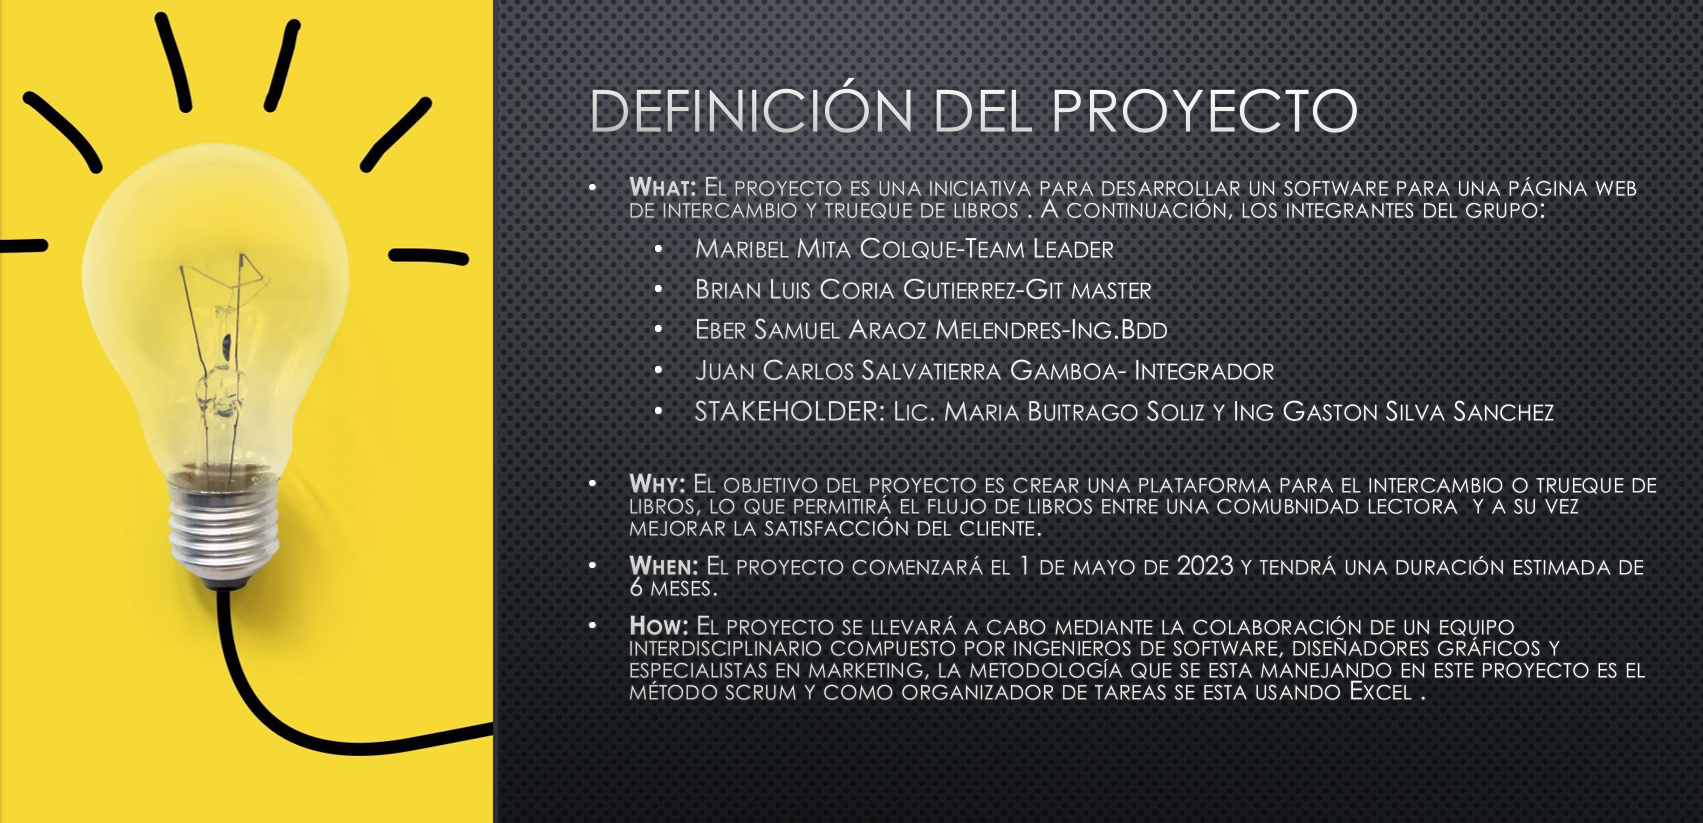 DEFINICIÓN DEL PROYECTO
• What: El proyecto es una iniciativa para desarrollar un software para una página web
de intercambio y trueque de libros . A continuación, los integrantes del grupo:
• Maribel Mita Colque-Team Leader
• Brian Luis Coria Gutierrez-Git master
• Eber Samuel Araoz Melendres-Ing.Bdd
• Juan Carlos Salvatierra Gamboa- Integrador
• STAKEHOLDER: Lic. Maria Buitrago Soliz y Ing Gaston Silva Sanchez
• Why: El objetivo del proyecto es crear una plataforma para el intercambio o trueque de
libros, lo que permitirá el flujo de libros entre una comubnidad lectora  y a su vez
mejorar la satisfacción del cliente.
• When: El proyecto comenzará el 1 de mayo de 2023 y tendrá una duración estimada de
6 meses.
• How: El proyecto se llevará a cabo mediante la colaboración de un equipo
interdisciplinario compuesto por ingenieros de software, diseñadores gráficos y
especialistas en marketing, la metodología que se esta manejando en este proyecto es el
método scrum y como organizador de tareas se esta usando Excel .